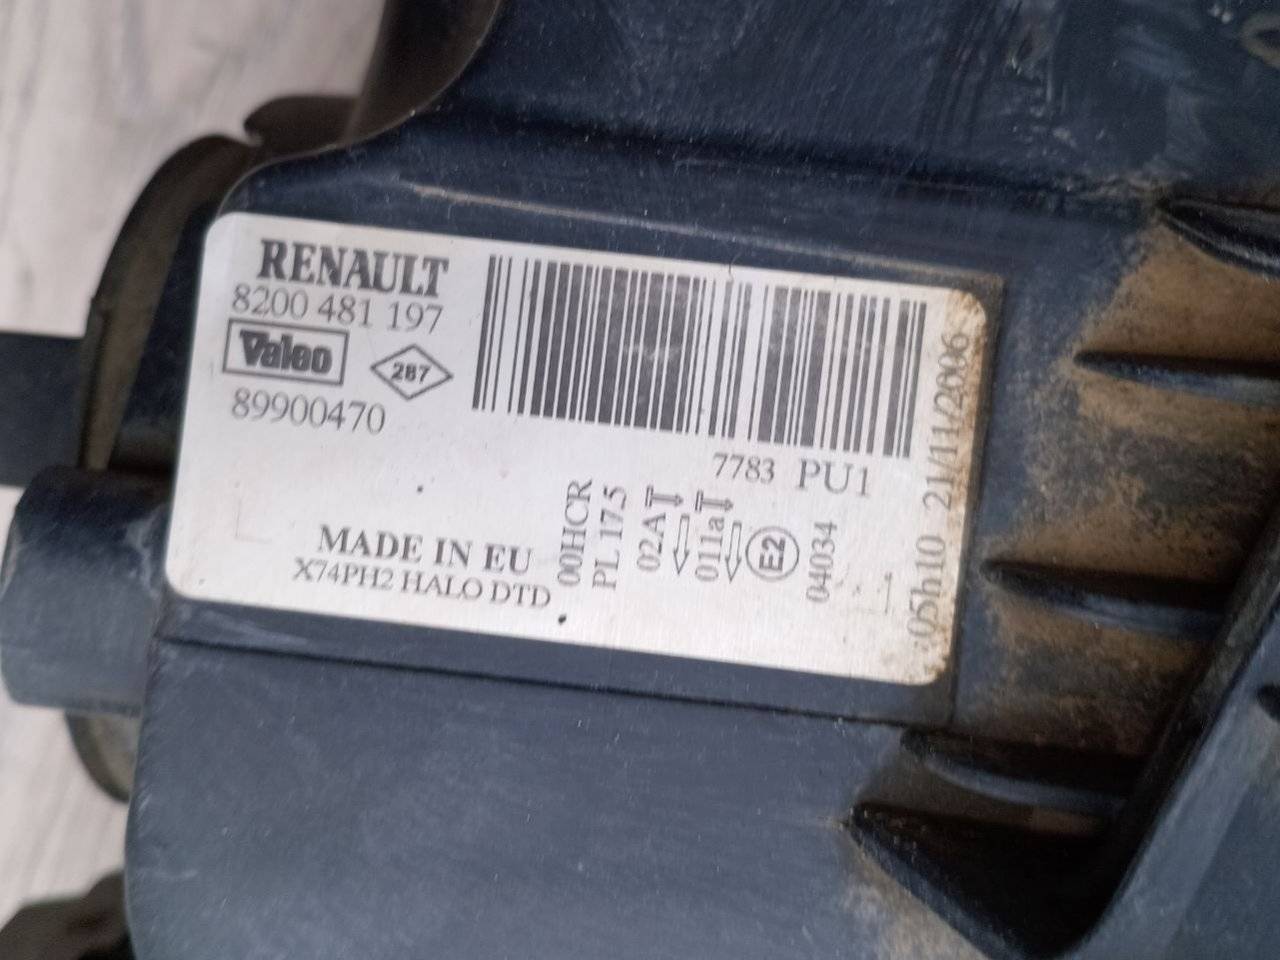 RENAULT
8200 481 197
Valeo
287
89900470
7783 PU1
MADE IN EU
X74PH2 HALO DTD
00HCR
PL 17.5
02A
011a
E2
04034
05h10 21/11/2006